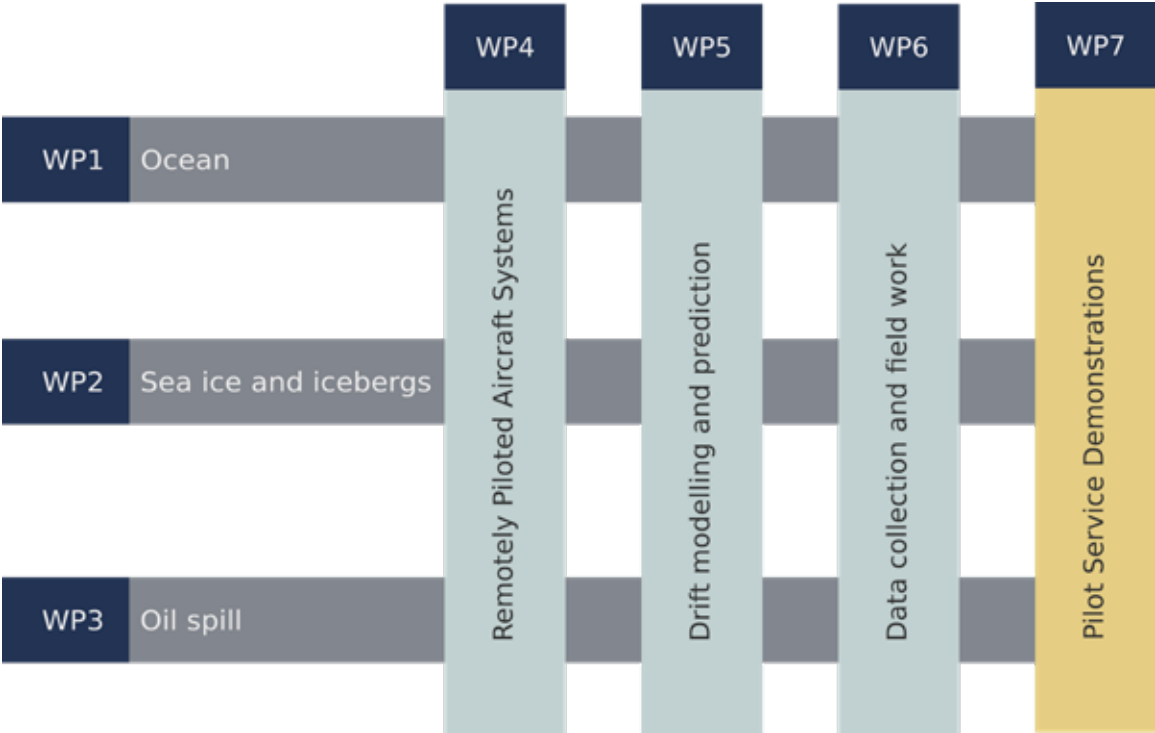 WP4
WP5
WP6
WP7
WP1
Ocean
WP2
Sea ice and icebergs
WP3
Oil spill
Remotely Piloted Aircraft Systems
Drift modelling and prediction
Data collection and field work
Pilot Service Demonstrations